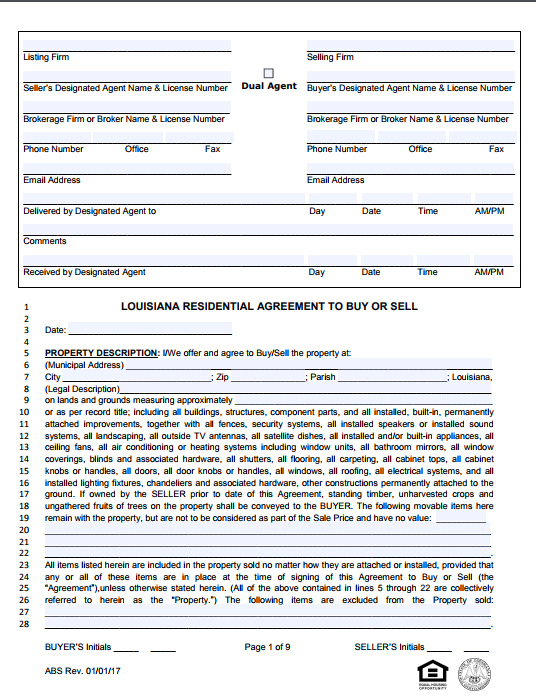 Listing Firm
Selling Firm
Dual Agent
Seller's Designated Agent Name & License Number
Buyer's Designated Agent Name & License Number
Brokerage Firm or Broker Name & License Number
Brokerage Firm or Broker Name & License Number
Phone Number Office Fax
Phone Number Office Fax
Email Address
Email Address
Delivered by Designated Agent to Day Date Time AM/PM
Comments
Received by Designated Agent Day Date Time AM/PM
1 LOUISIANA RESIDENTIAL AGREEMENT TO BUY OR SELL
2
3 Date:
4
5 PROPERTY DESCRIPTION: I/We offer and agree to Buy/Sell the property at:
6 (Municipal Address)
7 City ; Zip ; Parish ; Louisiana,
8 (Legal Description)
9 on lands and grounds measuring approximately
10 or as per record title; including all buildings, structures, component parts, and all installed, built-in, permanently
11 attached improvements, together with all fences, security systems, all installed speakers or installed sound
12 systems, all landscaping, all outside TV antennas, all satellite dishes, all installed and/or built-in appliances, all
13 ceiling fans, all air conditioning or heating systems including window units, all bathroom mirrors, all window
14 coverings, blinds and associated hardware, all shutters, all flooring, all carpeting, all cabinet tops, all cabinet
15 knobs or handles, all doors, all door knobs or handles, all windows, all roofing, all electrical systems, and all
16 installed lighting fixtures, chandeliers and associated hardware, other constructions permanently attached to the
17 ground. If owned by the SELLER prior to date of this Agreement, standing timber, unharvested crops and
18 ungathered fruits of trees on the property shall be conveyed to the BUYER. The following movable items here
19 remain with the property, but are not to be considered as part of the Sale Price and have no value:
20
21
22 .
23 All items listed herein are included in the property sold no matter how they are attached or installed, provided that
24 any or all of these items are in place at the time of signing of this Agreement to Buy or Sell (the
25 "Agreement"),unless otherwise stated herein. (All of the above contained in lines 5 through 22 are collectively
26 referred to herein as the "Property.") The following items are excluded from the Property sold:
27
28 .
BUYER'S Initials Page 1 of 9 SELLER'S Initials
ABS Rev. 01/01/17
EQUAL HOUSING
OPPORTUNITY